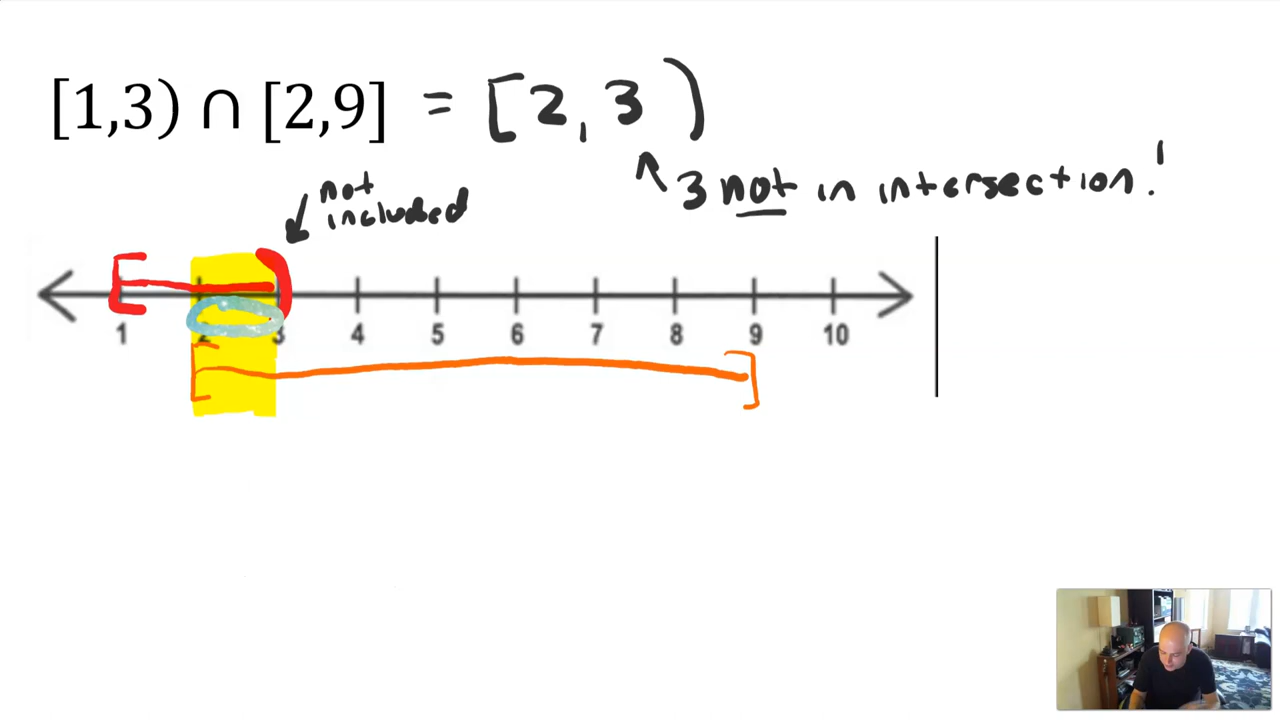 [1,3) ∩ [2,9] = [2, 3)
3 not in intersection!
not
included
1 2 3 4 5 6 7 8 9 10